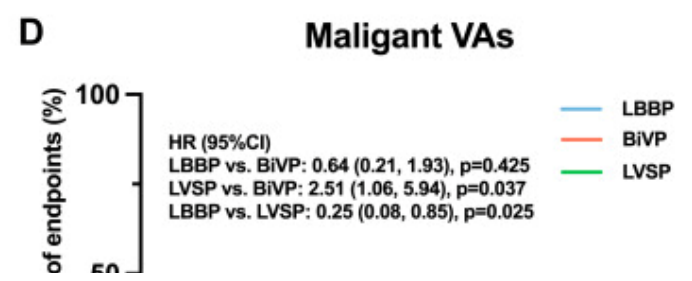 D
Maligant VAs
of endpoints (%)
100
50
HR (95%CI)
LBBP vs. BiVP: 0.64 (0.21, 1.93), p=0.425
LVSP vs. BiVP: 2.51 (1.06, 5.94), p=0.037
LBBP vs. LVSP: 0.25 (0.08, 0.85), p=0.025
LBBP
BiVP
LVSP